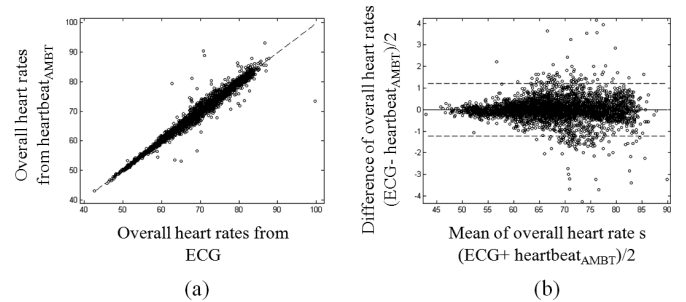 Overall heart rates
from heartbeatAMBT
100
90
80
70
60
50
40
40 50 60 70 80 90 100
Overall heart rates from
ECG
(a)
Difference of overall heart rates
(ECG- heartbeatAMBT)/2
4
3
2
1
0
-1
-2
-3
-4
45 50 55 60 65 70 75 80 85 90
Mean of overall heart rate s
(ECG+ heartbeatAMBT)/2
(b)